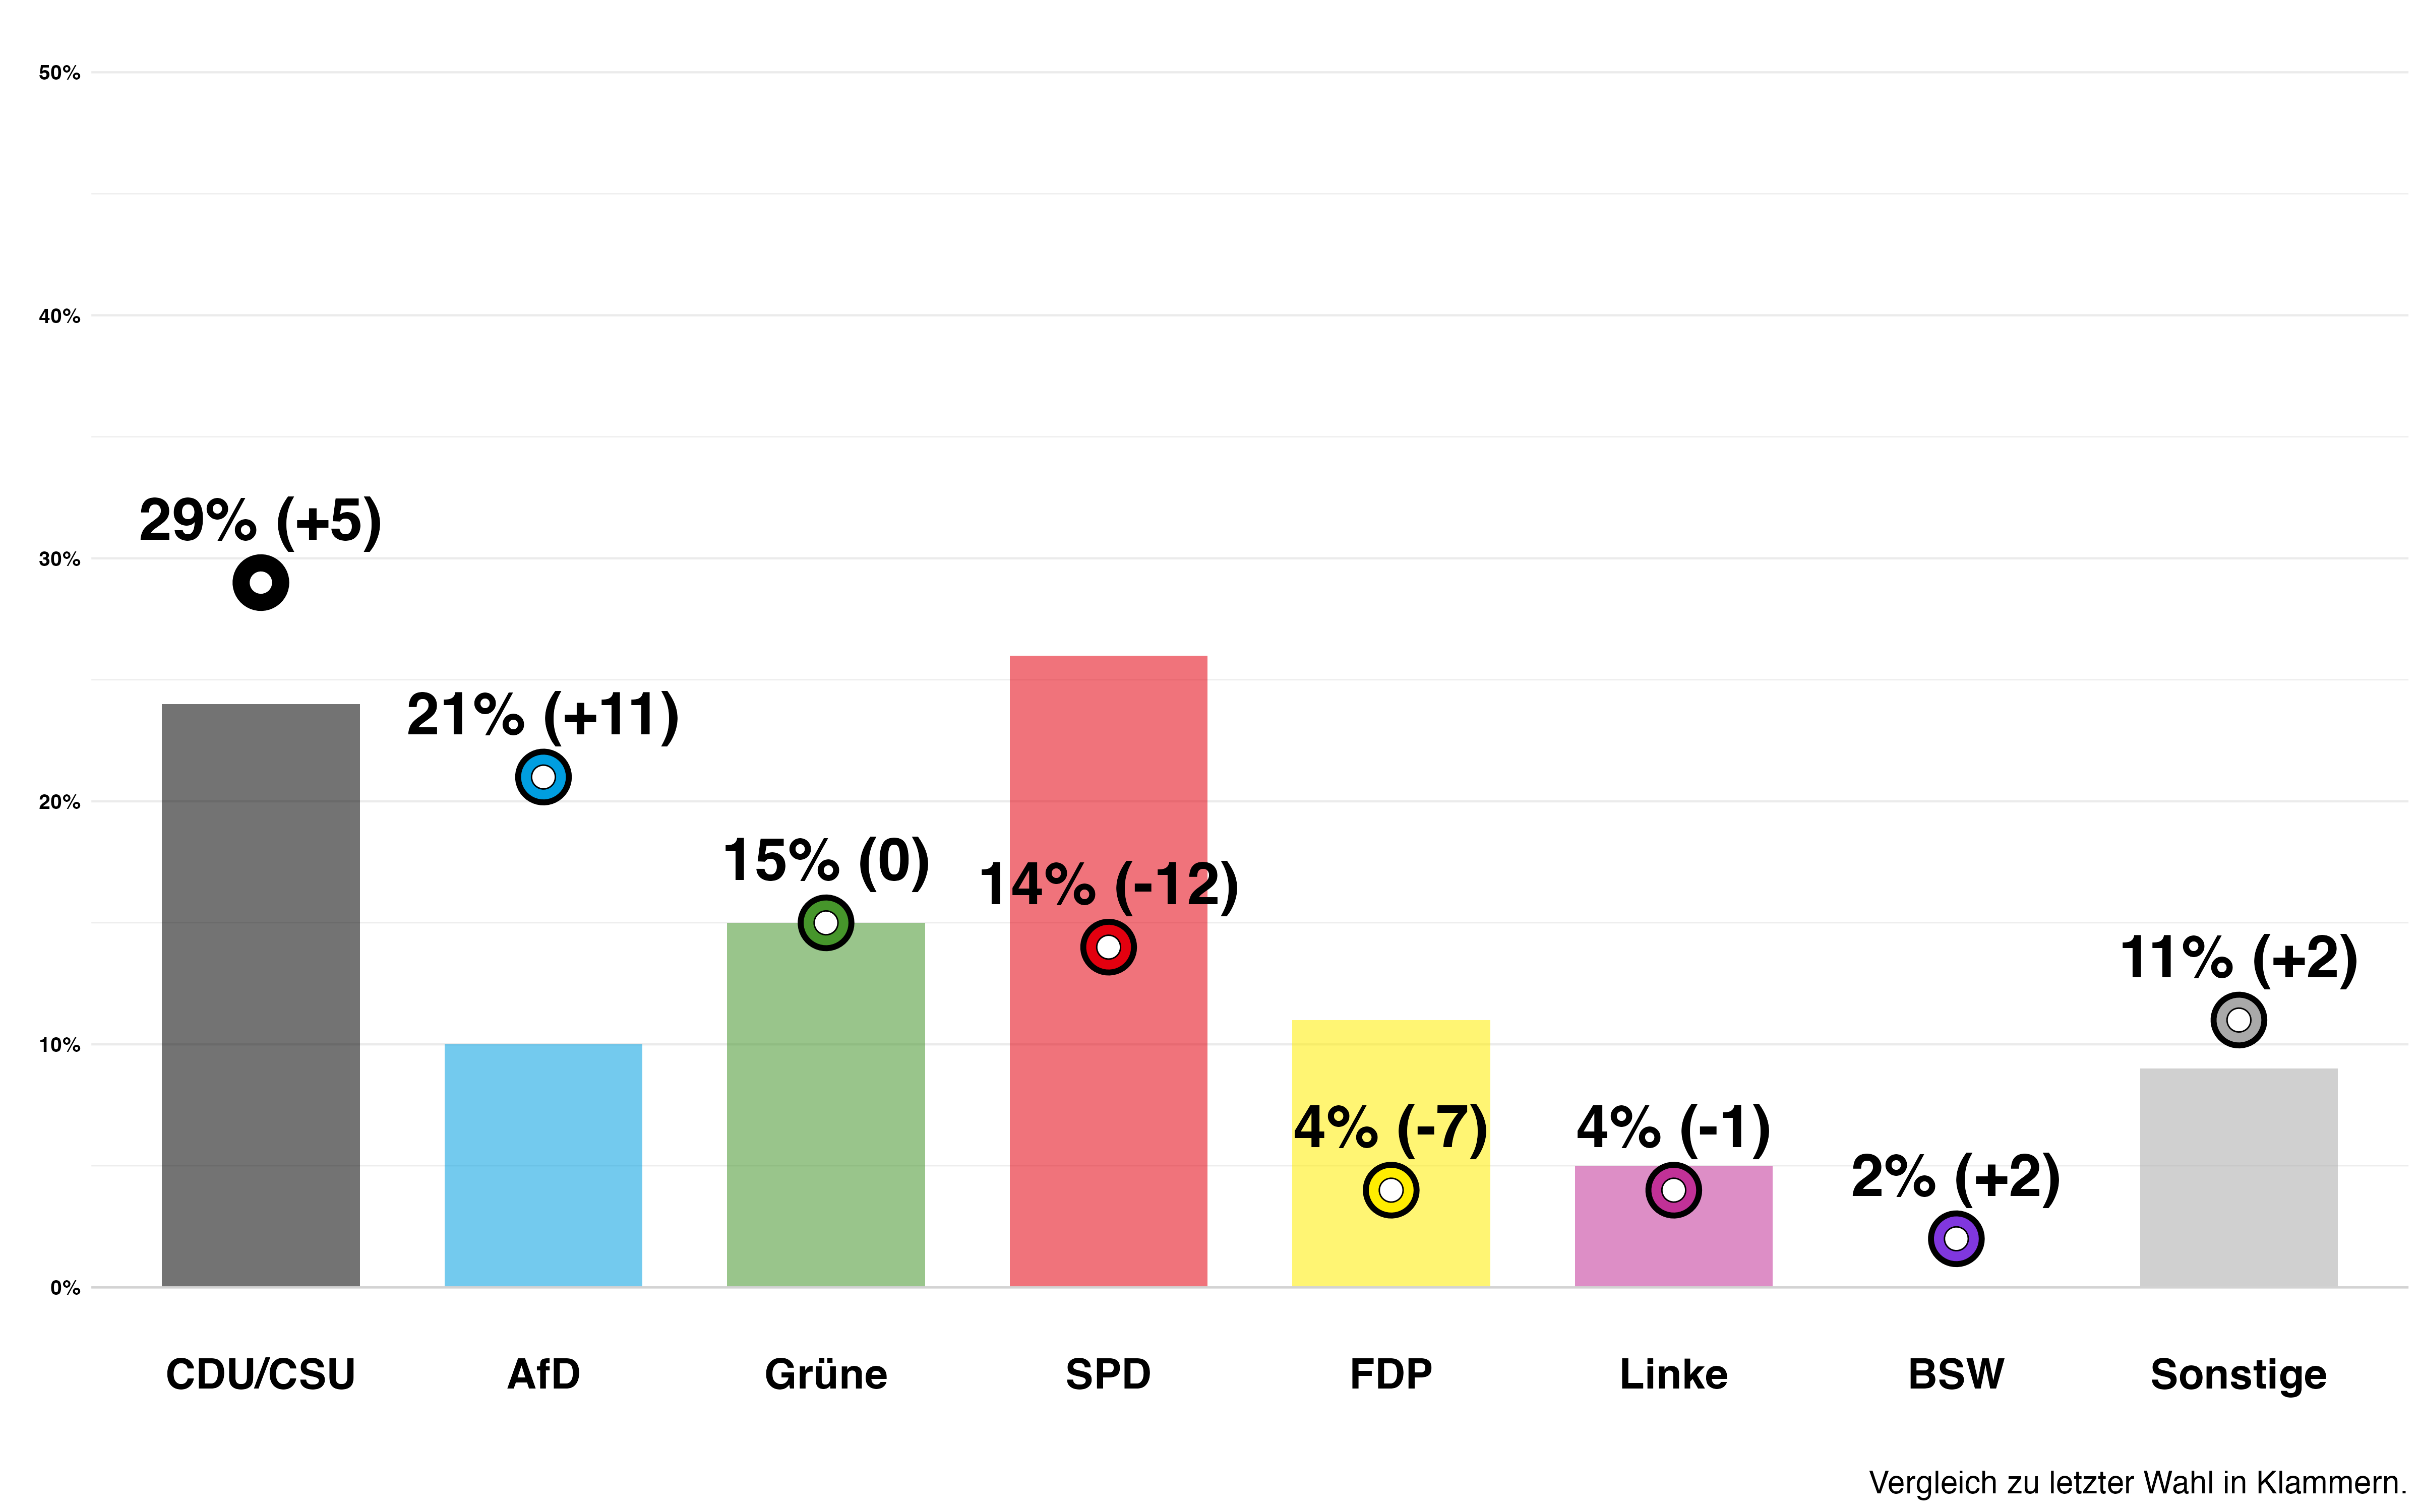 50%
40%
30%
20%
10%
0%
29% (+5)
21% (+11)
15% (0)
14% (-12)
4% (-7)
4% (-1)
2% (+2)
11% (+2)
CDU/CSU
AfD
Grüne
SPD
FDP
Linke
BSW
Sonstige
Vergleich zu letzter Wahl in Klammern.